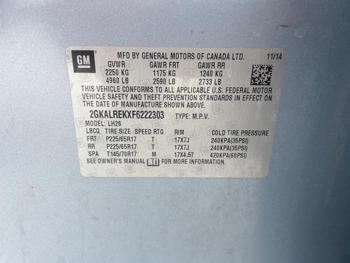 GM
MFD BY GENERAL MOTORS OF CANADA LTD. 11/14
GVWR GAWR FRT GAWR RR
2250 KG 1175 KG 1240 KG
4960 LB 2590 LB 2733 LB
THIS VEHICLE CONFORMS TO ALL APPLICABLE
U.S. FEDERAL MOTOR VEHICLE SAFETY AND
THEFT PREVENTION STANDARDS IN EFFECT ON
THE DATE OF MANUFACTURE SHOWN ABOVE.
2GKALREKXF6222303 TYPE: M.P.V.
MODEL: LH26
TIRE SIZE SPEED RTG RIM COLD TIRE PRESSURE
FRT P225/65R17 T 17X7J 240KPA(35PSI)
RR P225/65R17 T 17X7J 240KPA(35PSI)
SPA T145/70R17 M 17X4.5T 420KPA(60PSI)
SEE OWNER'S MANUAL FOR MORE INFORMATION.